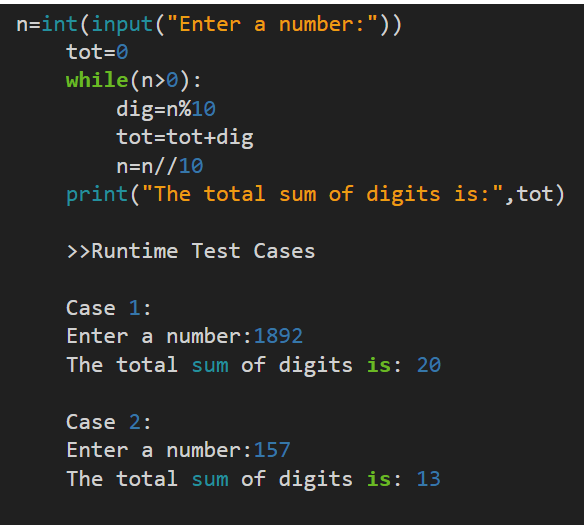 n=int(input("Enter a number:"))
    tot=0
    while(n>0):
        dig=n%10
        tot=tot+dig
        n=n//10
    print("The total sum of digits is:",tot)
    >>Runtime Test Cases
    Case 1:
    Enter a number:1892
    The total sum of digits is: 20
    Case 2:
    Enter a number:157
    The total sum of digits is: 13